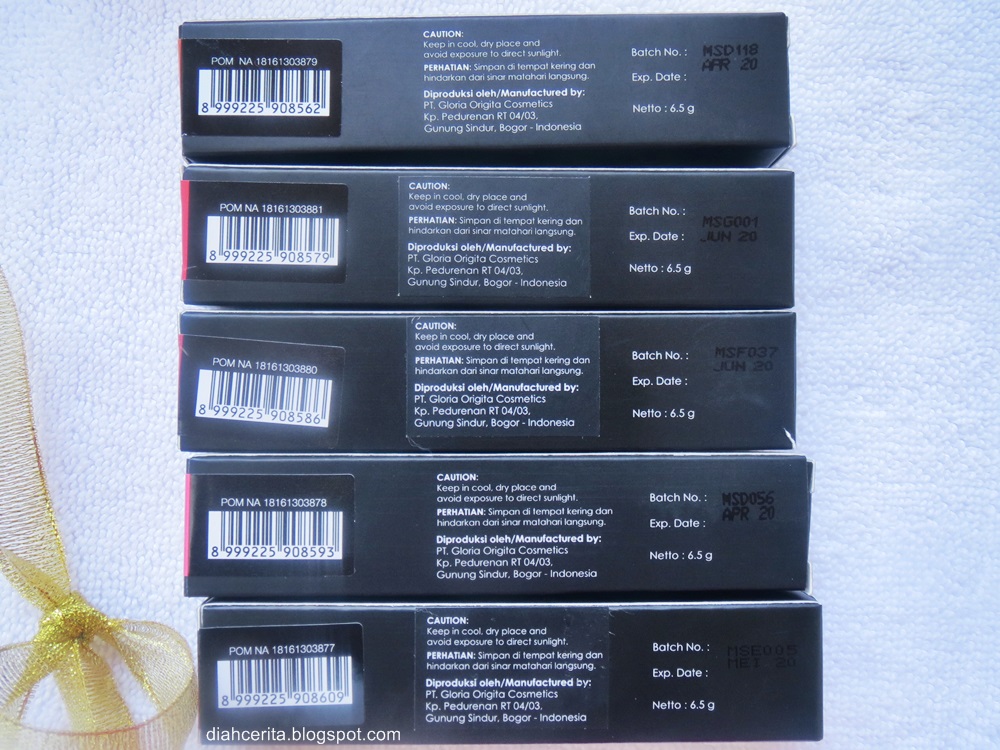 POM NA 18161303879
8 999225 908562
CAUTION:
Keep in cool, dry place and
avoid exposure to direct sunlight.
PERHATIAN: Simpan di tempat kering dan
hindarkan dari sinar matahari langsung.
Diproduksi oleh/Manufactured by:
PT. Gloria Origita Cosmetics
Kp. Pedurenan RT 04/03,
Gunung Sindur, Bogor - Indonesia
Batch No. : MSD118
Exp. Date : APR 20
Netto : 6.5 g
POM NA 18161303881
8 999225 908579
CAUTION:
Keep in cool, dry place and
avoid exposure to direct sunlight.
PERHATIAN: Simpan di tempat kering dan
hindarkan dari sinar matahari langsung.
Diproduksi oleh/Manufactured by:
PT. Gloria Origita Cosmetics
Kp. Pedurenan RT 04/03,
Gunung Sindur, Bogor - Indonesia
Batch No. : MSG001
Exp. Date : JUN 20
Netto : 6.5 g
POM NA 18161303880
8 999225 908586
CAUTION:
Keep in cool, dry place and
avoid exposure to direct sunlight.
PERHATIAN: Simpan di tempat kering dan
hindarkan dari sinar matahari langsung.
Diproduksi oleh/Manufactured by:
PT. Gloria Origita Cosmetics
Kp. Pedurenan RT 04/03,
Gunung Sindur, Bogor - Indonesia
Batch No. : MSF037
Exp. Date : JUN 20
Netto : 6.5 g
POM NA 18161303878
8 999225 908593
CAUTION:
Keep in cool, dry place and
avoid exposure to direct sunlight.
PERHATIAN: Simpan di tempat kering dan
hindarkan dari sinar matahari langsung.
Diproduksi oleh/Manufactured by:
PT. Gloria Origita Cosmetics
Kp. Pedurenan RT 04/03,
Gunung Sindur, Bogor - Indonesia
Batch No. : MSD056
Exp. Date : APR 20
Netto : 6.5 g
POM NA 18161303877
8 999225 908609
CAUTION:
Keep in cool, dry place and
avoid exposure to direct sunlight.
PERHATIAN: Simpan di tempat kering dan
hindarkan dari sinar matahari langsung.
Diproduksi oleh/Manufactured by:
PT. Gloria Origita Cosmetics
Kp. Pedurenan RT 04/03,
Gunung Sindur, Bogor - Indonesia
Batch No. : MSE005
Exp. Date : MEI 20
Netto : 6.5 g
diahcerita.blogspot.com